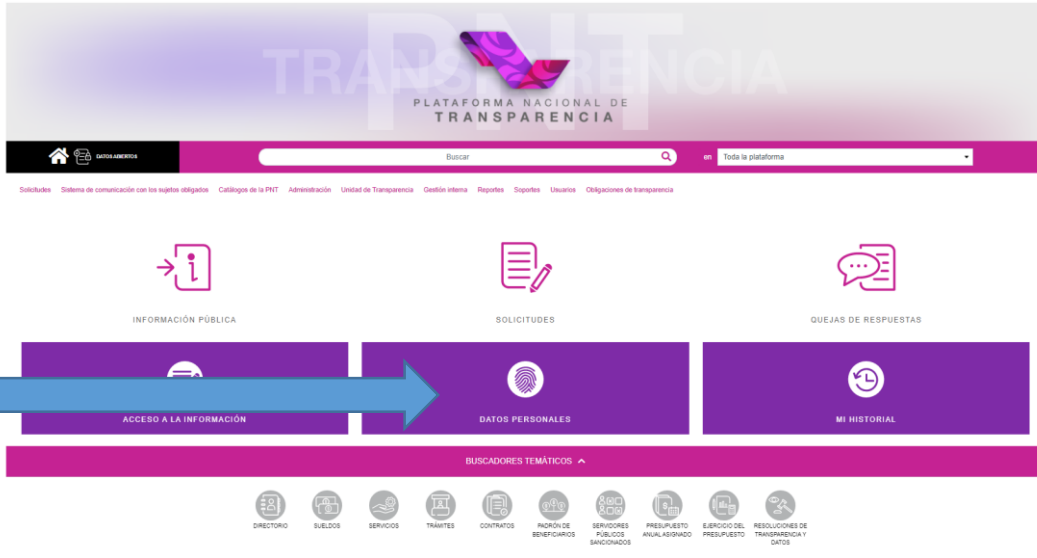 PNT
TRANSPARENCIA
PLATAFORMA NACIONAL DE
TRANSPARENCIA
DATOS ABIERTOS
Buscar
en
Toda la plataforma
Solicitudes Sistema de comunicación con los sujetos obligados Catálogos de la PNT Administración Unidad de Transparencia Gestión interna Reportes Soportes Usuarios Obligaciones de transparencia
INFORMACIÓN PÚBLICA
SOLICITUDES
QUEJAS DE RESPUESTAS
ACCESO A LA INFORMACIÓN
DATOS PERSONALES
MI HISTORIAL
BUSCADORES TEMÁTICOS
DIRECTORIO
SUELDOS
SERVICIOS
TRÁMITES
CONTRATOS
PADRÓN DE
BENEFICIARIOS
SERVIDORES
PÚBLICOS
SANCIONADOS
PRESUPUESTO
ANUAL ASIGNADO
EJERCICIO DEL
PRESUPUESTO
RESOLUCIONES DE
TRANSPARENCIA Y
DATOS